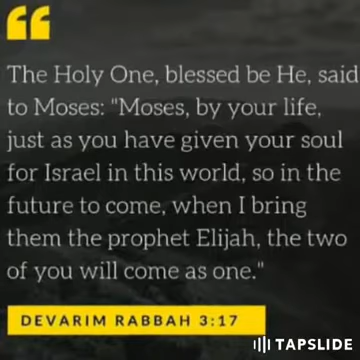 The Holy One, blessed be He, said
to Moses: "Moses, by your life,
just as you have given your soul
for Israel in this world, so in the
future to come, when I bring
them the prophet Elijah, the two
of you will come as one."
DEVARIM RABBAH 3:17
TAPSLIDE